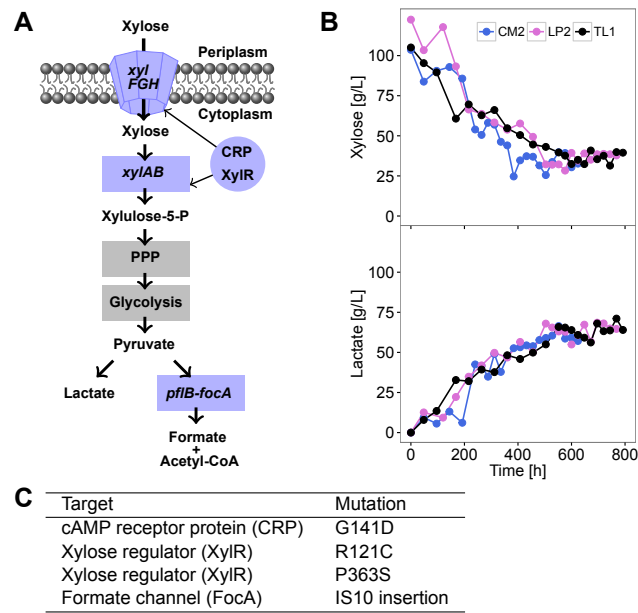 A
Xylose
Periplasm
xyl
FGH
Cytoplasm
Xylose
CRP
XylR
xylAB
Xylulose-5-P
PPP
Glycolysis
Pyruvate
Lactate
pflB-focA
Formate
+
Acetyl-CoA
B
CM2 LP2 TL1
Xylose [g/L]
100
75
50
25
0
Lactate [g/L]
100
75
50
25
0
0 200 400 600 800
Time [h]
C
Target Mutation
cAMP receptor protein (CRP) G141D
Xylose regulator (XylR) R121C
Xylose regulator (XylR) P363S
Formate channel (FocA) IS10 insertion